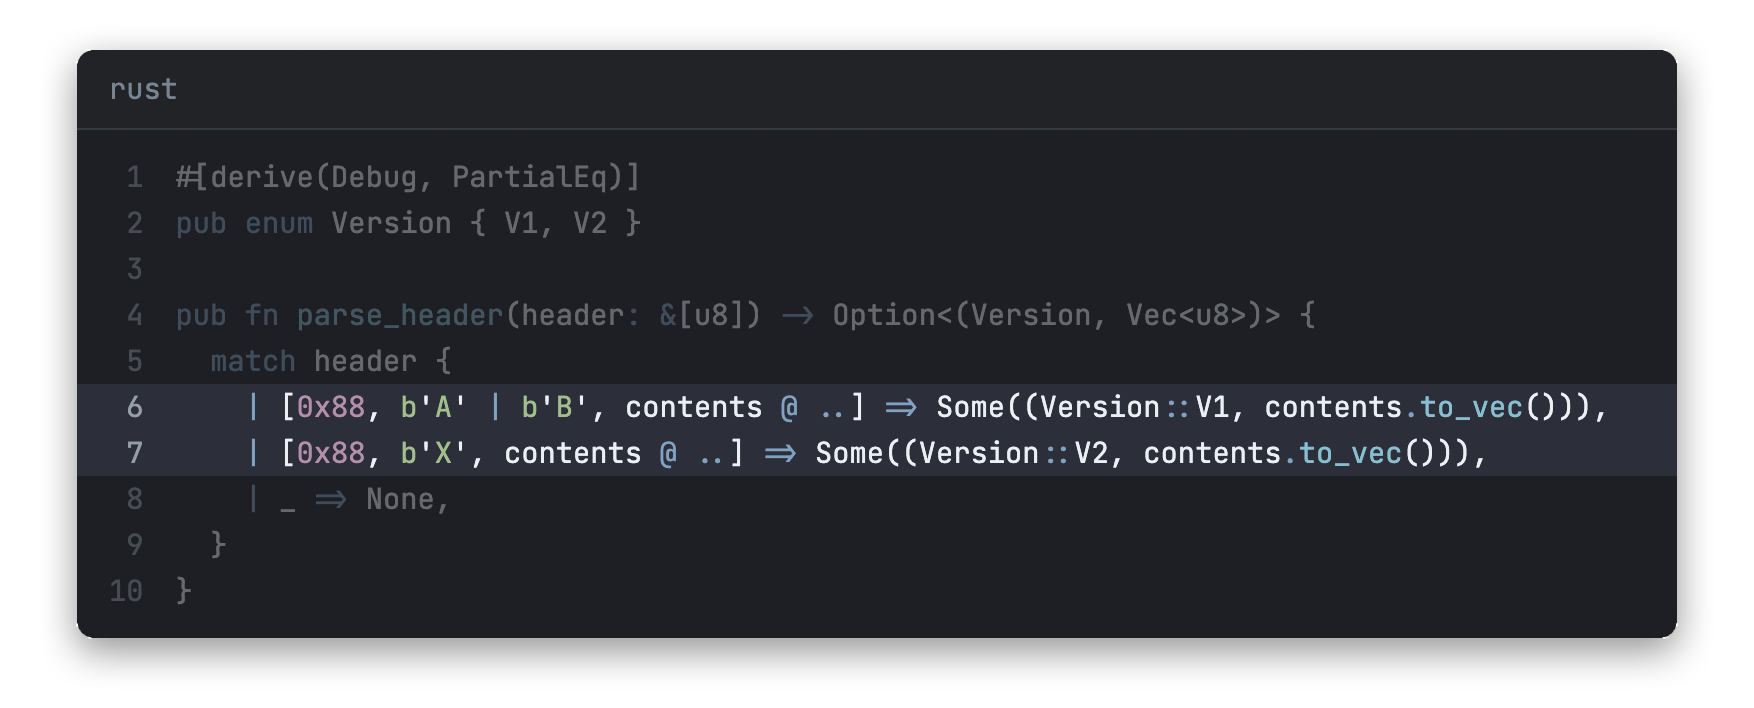 rust
1 #[derive(Debug, PartialEq)]
2 pub enum Version { V1, V2 }
3
4 pub fn parse_header(header: &[u8]) -> Option<(Version, Vec<u8>)> {
5   match header {
6     | [0x88, b'A' | b'B', contents @ ..] => Some((Version::V1, contents.to_vec())),
7     | [0x88, b'X', contents @ ..] => Some((Version::V2, contents.to_vec())),
8     | _ => None,
9   }
10 }